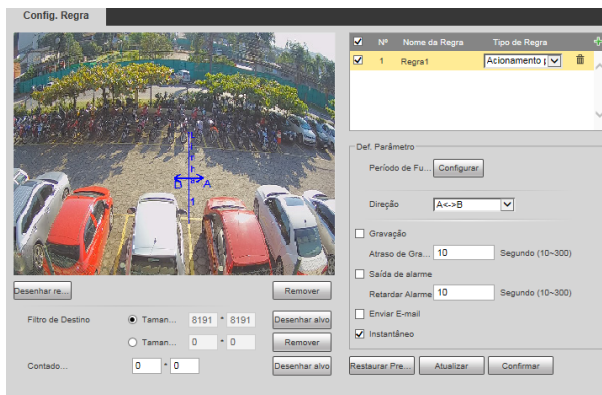 Config. Regra
Nº Nome da Regra Tipo de Regra
1 Regra1 Acionamento p
Def. Parâmetro
Período de Fu... Configurar
Direção A<->B
Gravação
Atraso de Gra... 10 Segundo (10~300)
Saída de alarme
Retardar Alarme 10 Segundo (10~300)
Enviar E-mail
Instantâneo
Restaurar Pre... Atualizar Confirmar
A
1
Desenhar re... Remover
Filtro de Destino Taman... 8191 * 8191 Desenhar alvo
Taman... 0 * 0 Remover
Contado... 0 * 0 Desenhar alvo